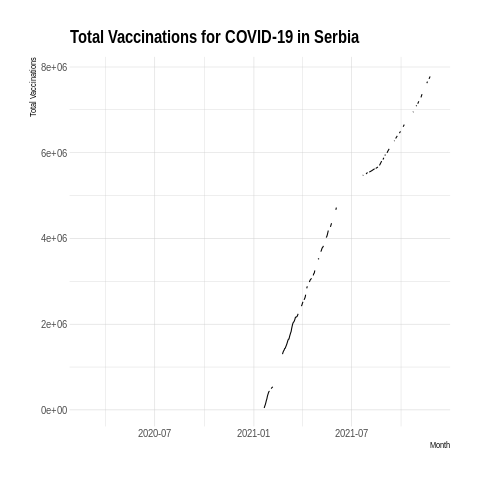 Total Vaccinations for COVID-19 in Serbia
Total Vaccinations
8e+06
6e+06
4e+06
2e+06
0e+00
2020-07
2021-01
2021-07
Month